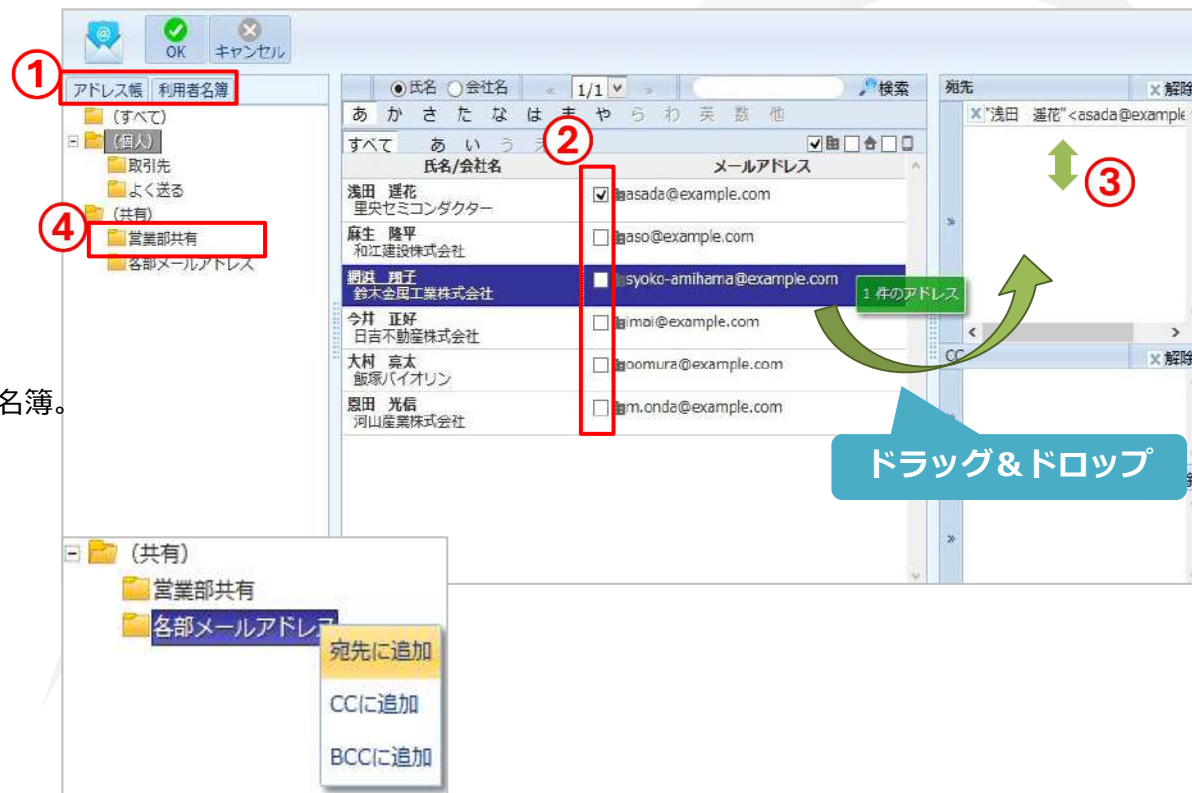 OK
キャンセル
①
アドレス帳 利用者名簿
(すべて)
(個人)
取引先
よく送る
(共有)
④
営業部共有
各部メールアドレス
名簿。
氏名 会社名 « 1/1 » 検索
あ か さ た な は ま や ら わ 英 数 他
すべて あ い う
②
氏名/会社名 メールアドレス
浅田 遥花 asada@example.com
里央セミコンダクター
麻生 隆平 aso@example.com
和江建設株式会社
網浜 翔子 syoko-amihama@example.com
鈴木金属工業株式会社
今井 正好 imai@example.com
日吉不動産株式会社
大村 亮太 oomura@example.com
飯塚バイオリン
恩田 光信 m.onda@example.com
河山産業株式会社
1 件のアドレス
宛先 ×解除
×"浅田 遥花"<asada@example
③
»
< >
CC ×解除
»
ドラッグ&ドロップ
»
(共有)
営業部共有
各部メールアドレス
宛先に追加
CCに追加
BCCに追加